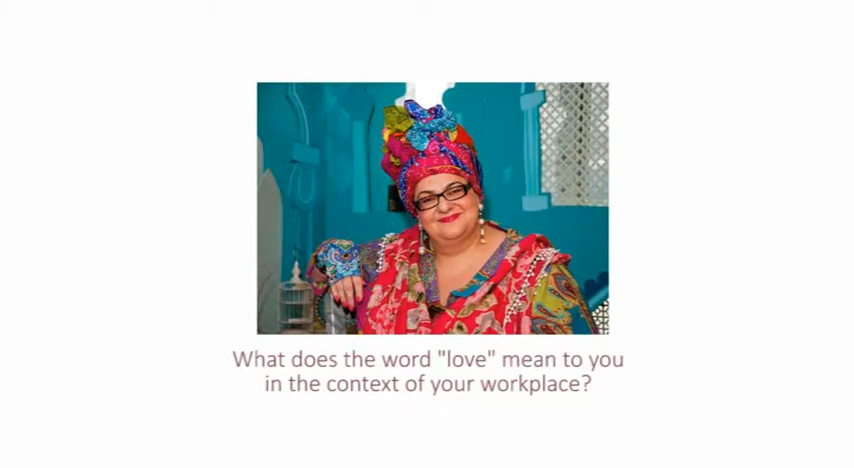 What does the word "love" mean to you
in the context of your workplace?